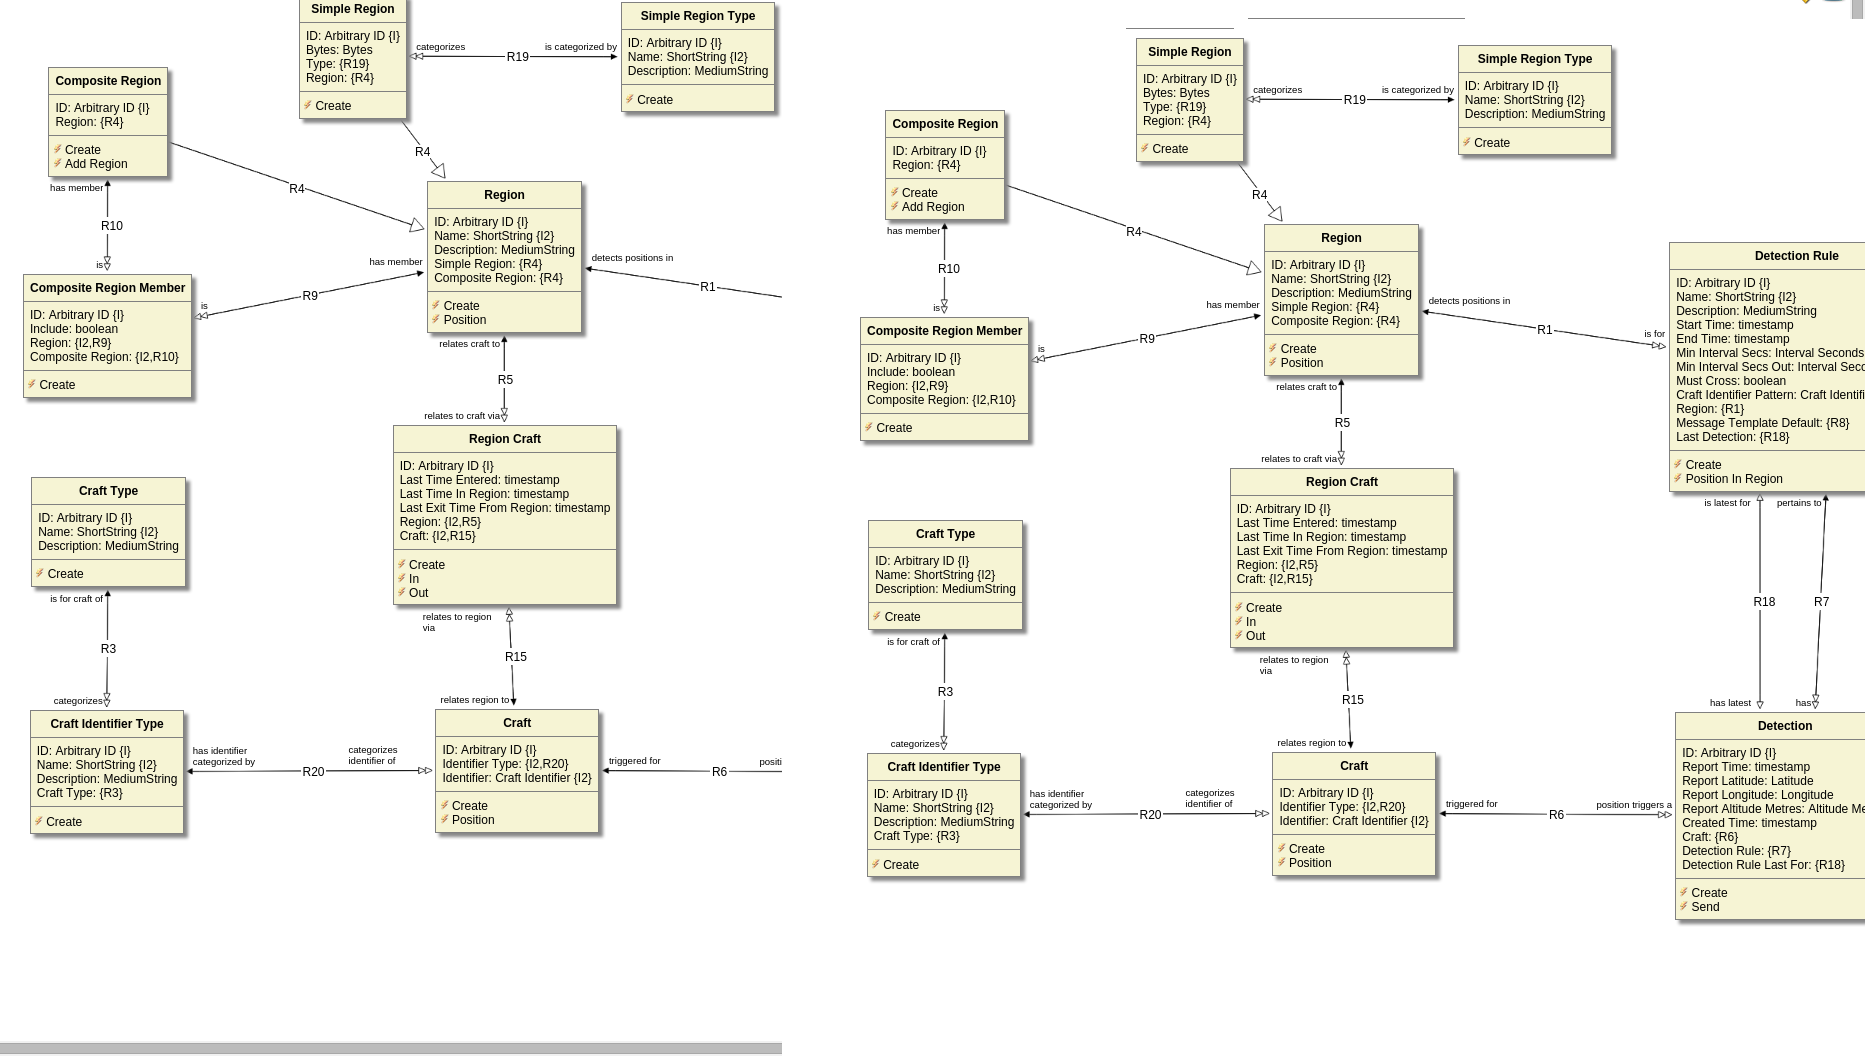 Simple Region
ID: Arbitrary ID {I}
Bytes: Bytes
Type: {R19}
Region: {R4}
Create
categorizes
R19
is categorized by
Simple Region Type
ID: Arbitrary ID {I}
Name: ShortString {I2}
Description: MediumString
Create
Composite Region
ID: Arbitrary ID {I}
Region: {R4}
Create
Add Region
has member
R10
is
R4
R4
Region
ID: Arbitrary ID {I}
Name: ShortString {I2}
Description: MediumString
Simple Region: {R4}
Composite Region: {R4}
Create
Position
has member
R9
is
detects positions in
R1
Composite Region Member
ID: Arbitrary ID {I}
Include: boolean
Region: {I2,R9}
Composite Region: {I2,R10}
Create
relates craft to
R5
relates to craft via
Region Craft
ID: Arbitrary ID {I}
Last Time Entered: timestamp
Last Time In Region: timestamp
Last Exit Time From Region: timestamp
Region: {I2,R5}
Craft: {I2,R15}
Create
In
Out
relates to region
via
R15
relates region to
Craft Type
ID: Arbitrary ID {I}
Name: ShortString {I2}
Description: MediumString
Create
is for craft of
R3
categorizes
Craft Identifier Type
ID: Arbitrary ID {I}
Name: ShortString {I2}
Description: MediumString
Craft Type: {R3}
Create
has identifier
categorized by
R20
categorizes
identifier of
Craft
ID: Arbitrary ID {I}
Identifier Type: {I2,R20}
Identifier: Craft Identifier {I2}
Create
Position
triggered for
R6
positi
Simple Region
ID: Arbitrary ID {I}
Bytes: Bytes
Type: {R19}
Region: {R4}
Create
categorizes
R19
is categorized by
Simple Region Type
ID: Arbitrary ID {I}
Name: ShortString {I2}
Description: MediumString
Create
Composite Region
ID: Arbitrary ID {I}
Region: {R4}
Create
Add Region
has member
R10
is
R4
R4
Region
ID: Arbitrary ID {I}
Name: ShortString {I2}
Description: MediumString
Simple Region: {R4}
Composite Region: {R4}
Create
Position
has member
R9
is
detects positions in
R1
is for
Detection Rule
ID: Arbitrary ID {I}
Name: ShortString {I2}
Description: MediumString
Start Time: timestamp
End Time: timestamp
Min Interval Secs: Interval Seconds
Min Interval Secs Out: Interval Seco
Must Cross: boolean
Craft Identifier Pattern: Craft Identifi
Region: {R1}
Message Template Default: {R8}
Last Detection: {R18}
Create
Position In Region
is latest for
pertains to
R18
R7
has latest
has
Composite Region Member
ID: Arbitrary ID {I}
Include: boolean
Region: {I2,R9}
Composite Region: {I2,R10}
Create
relates craft to
R5
relates to craft via
Region Craft
ID: Arbitrary ID {I}
Last Time Entered: timestamp
Last Time In Region: timestamp
Last Exit Time From Region: timestamp
Region: {I2,R5}
Craft: {I2,R15}
Create
In
Out
relates to region
via
R15
relates region to
Craft Type
ID: Arbitrary ID {I}
Name: ShortString {I2}
Description: MediumString
Create
is for craft of
R3
categorizes
Craft Identifier Type
ID: Arbitrary ID {I}
Name: ShortString {I2}
Description: MediumString
Craft Type: {R3}
Create
has identifier
categorized by
R20
categorizes
identifier of
Craft
ID: Arbitrary ID {I}
Identifier Type: {I2,R20}
Identifier: Craft Identifier {I2}
Create
Position
triggered for
R6
position triggers a
Detection
ID: Arbitrary ID {I}
Report Time: timestamp
Report Latitude: Latitude
Report Longitude: Longitude
Report Altitude Metres: Altitude Me
Created Time: timestamp
Craft: {R6}
Detection Rule: {R7}
Detection Rule Last For: {R18}
Create
Send